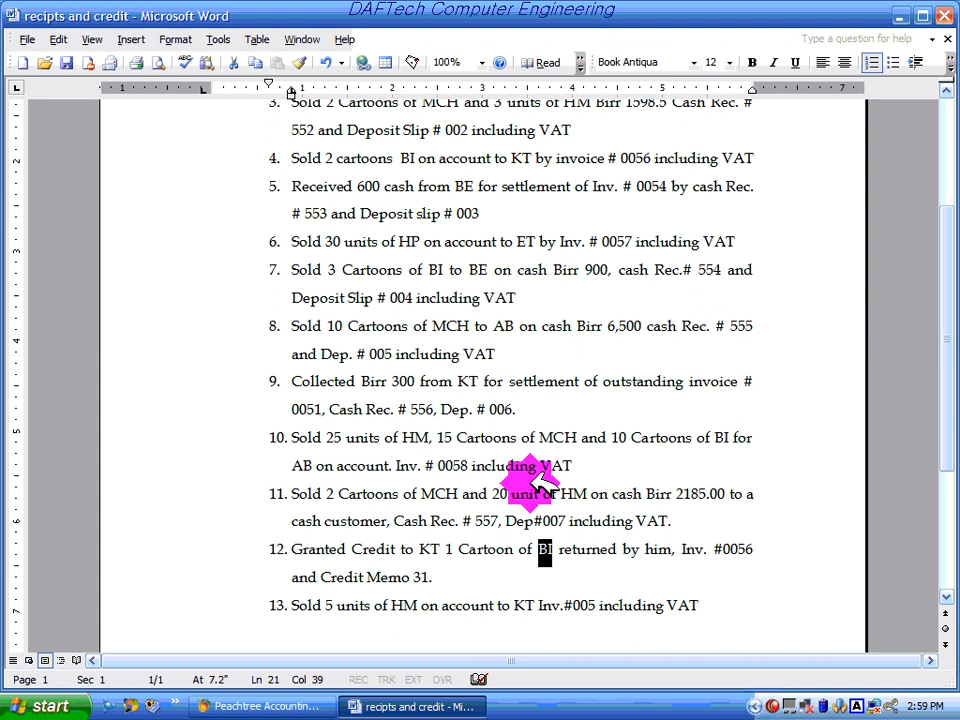 DAFTech Computer Engineering
recipts and credit - Microsoft Word
File Edit View Insert Format Tools Table Window Help Type a question for help
100% Read Book Antiqua 12 B I U
1 1 2 3 4 5 7
3. Sold 2 Cartoons of MCH and 3 units of HM Birr 1598.5 Cash Rec. #
552 and Deposit Slip # 002 including VAT
4. Sold 2 cartoons BI on account to KT by invoice # 0056 including VAT
5. Received 600 cash from BE for settlement of Inv. # 0054 by cash Rec.
# 553 and Deposit slip # 003
6. Sold 30 units of HP on account to ET by Inv. # 0057 including VAT
7. Sold 3 Cartoons of BI to BE on cash Birr 900, cash Rec.# 554 and
Deposit Slip # 004 including VAT
8. Sold 10 Cartoons of MCH to AB on cash Birr 6,500 cash Rec. # 555
and Dep. # 005 including VAT
9. Collected Birr 300 from KT for settlement of outstanding invoice #
0051, Cash Rec. # 556, Dep. # 006.
10. Sold 25 units of HM, 15 Cartoons of MCH and 10 Cartoons of BI for
AB on account. Inv. # 0058 including VAT
11. Sold 2 Cartoons of MCH and 20 unit of HM on cash Birr 2185.00 to a
cash customer, Cash Rec. # 557, Dep#007 including VAT.
12. Granted Credit to KT 1 Cartoon of BI returned by him, Inv. #0056
and Credit Memo 31.
13. Sold 5 units of HM on account to KT Inv.#005 including VAT
Page 1 Sec 1 1/1 At 7.2" Ln 21 Col 39 REC TRK EXT OVR
start Peachtree Accountin... recipts and credit - Mi... 2:59 PM